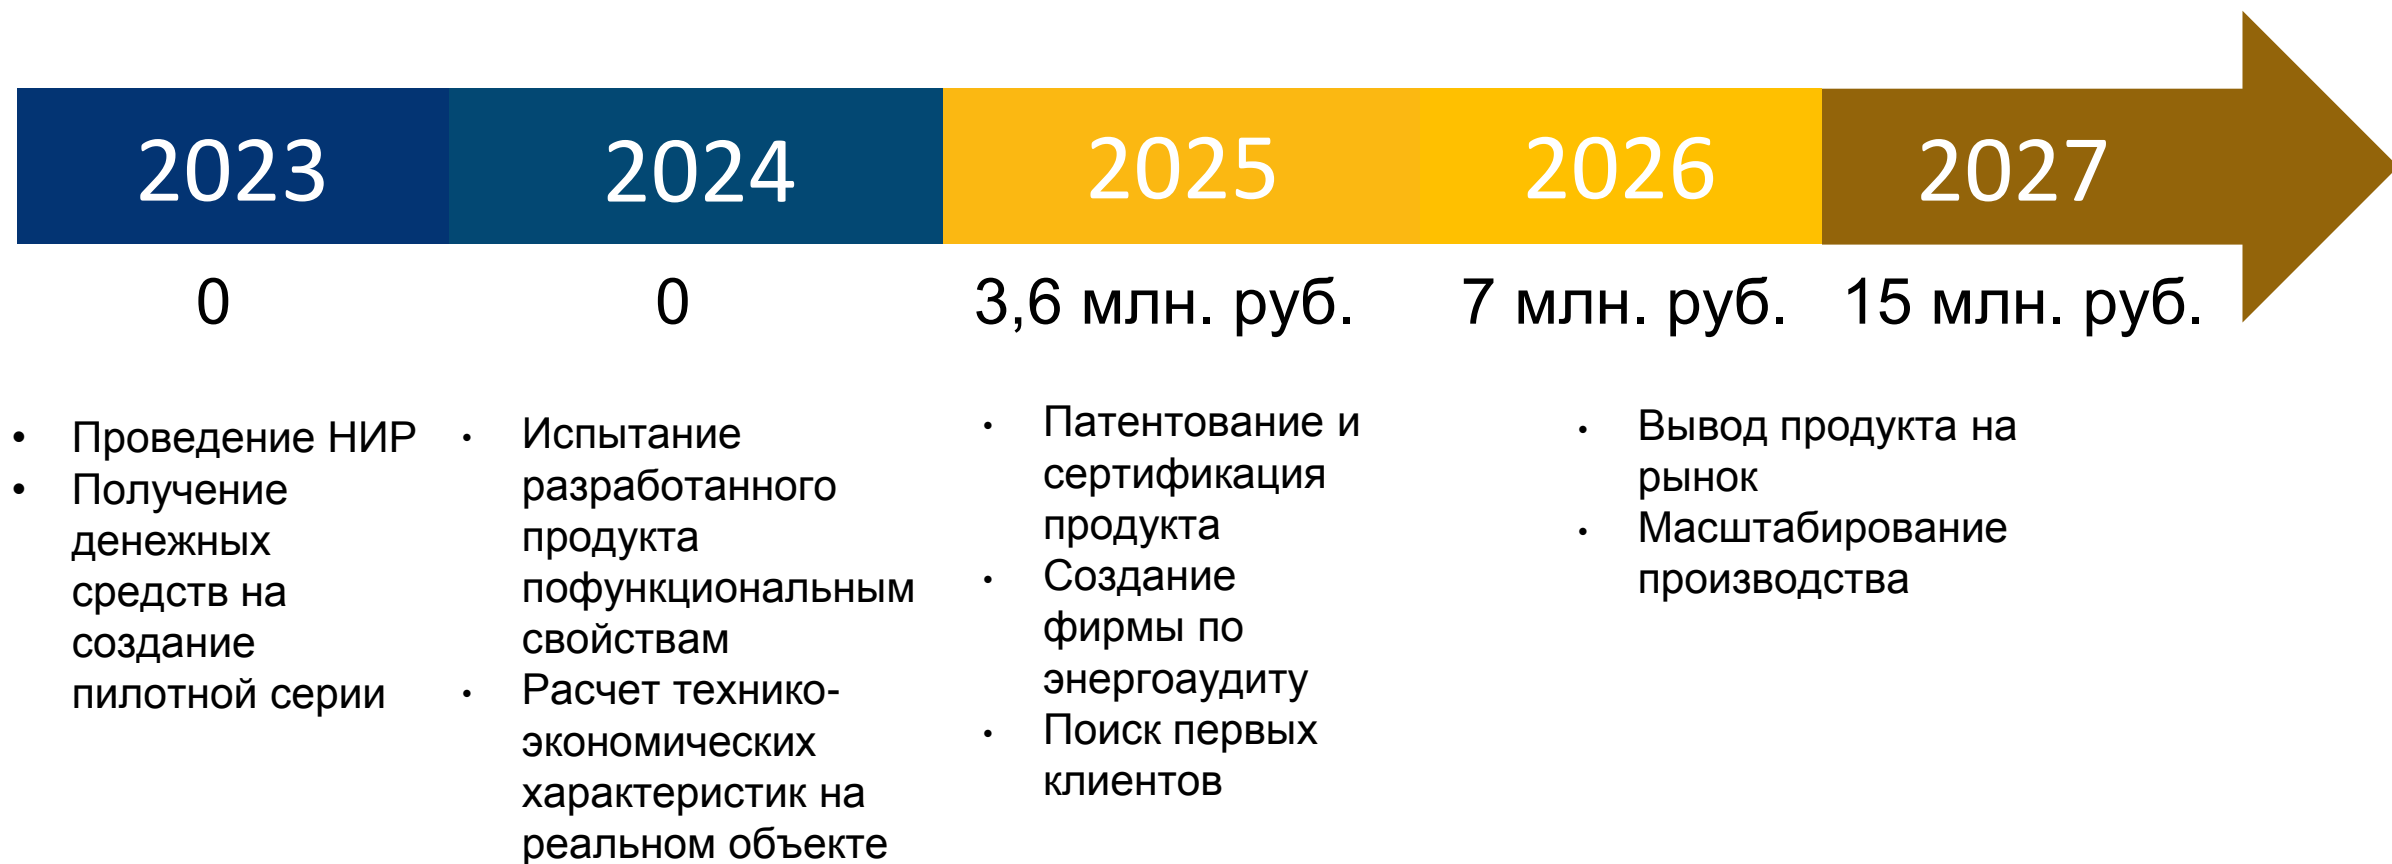 2023
2024
2025
2026
2027
0
0
3,6 млн. руб.
7 млн. руб.
15 млн. руб.
• Проведение НИР
• Получение
денежных
средств на
создание
пилотной серии
• Испытание
разработанного
продукта
пофункциональным
свойствам
• Расчет технико-
экономических
характеристик на
реальном объекте
• Патентование и
сертификация
продукта
• Создание
фирмы по
энергоаудиту
• Поиск первых
клиентов
• Вывод продукта на
рынок
• Масштабирование
производства